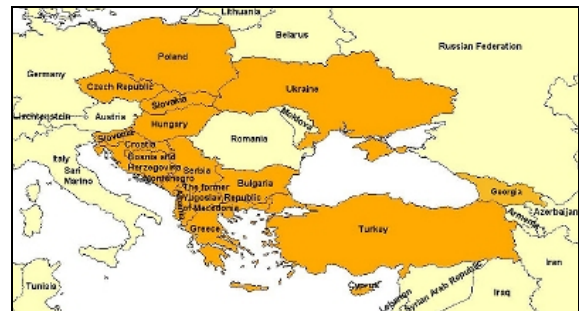 Lithuania
Belarus
Russian Federation
Poland
Germany
Czech Republic
Ukraine
Slovakia
Liechtenstein
Austria
Moldova
Hungary
Romania
Slovenia
Croatia
Italy
Bosnia and
Herzegovina
San
Marino
Serbia
Montenegro
Bulgaria
Georgia
The former
Yugoslav Republic
of Macedonia
Albania
Armenia
Azerbaijan
Greece
Turkey
Iran
Tunisia
Cyprus
Lebanon
Syrian Arab Republic
Iraq